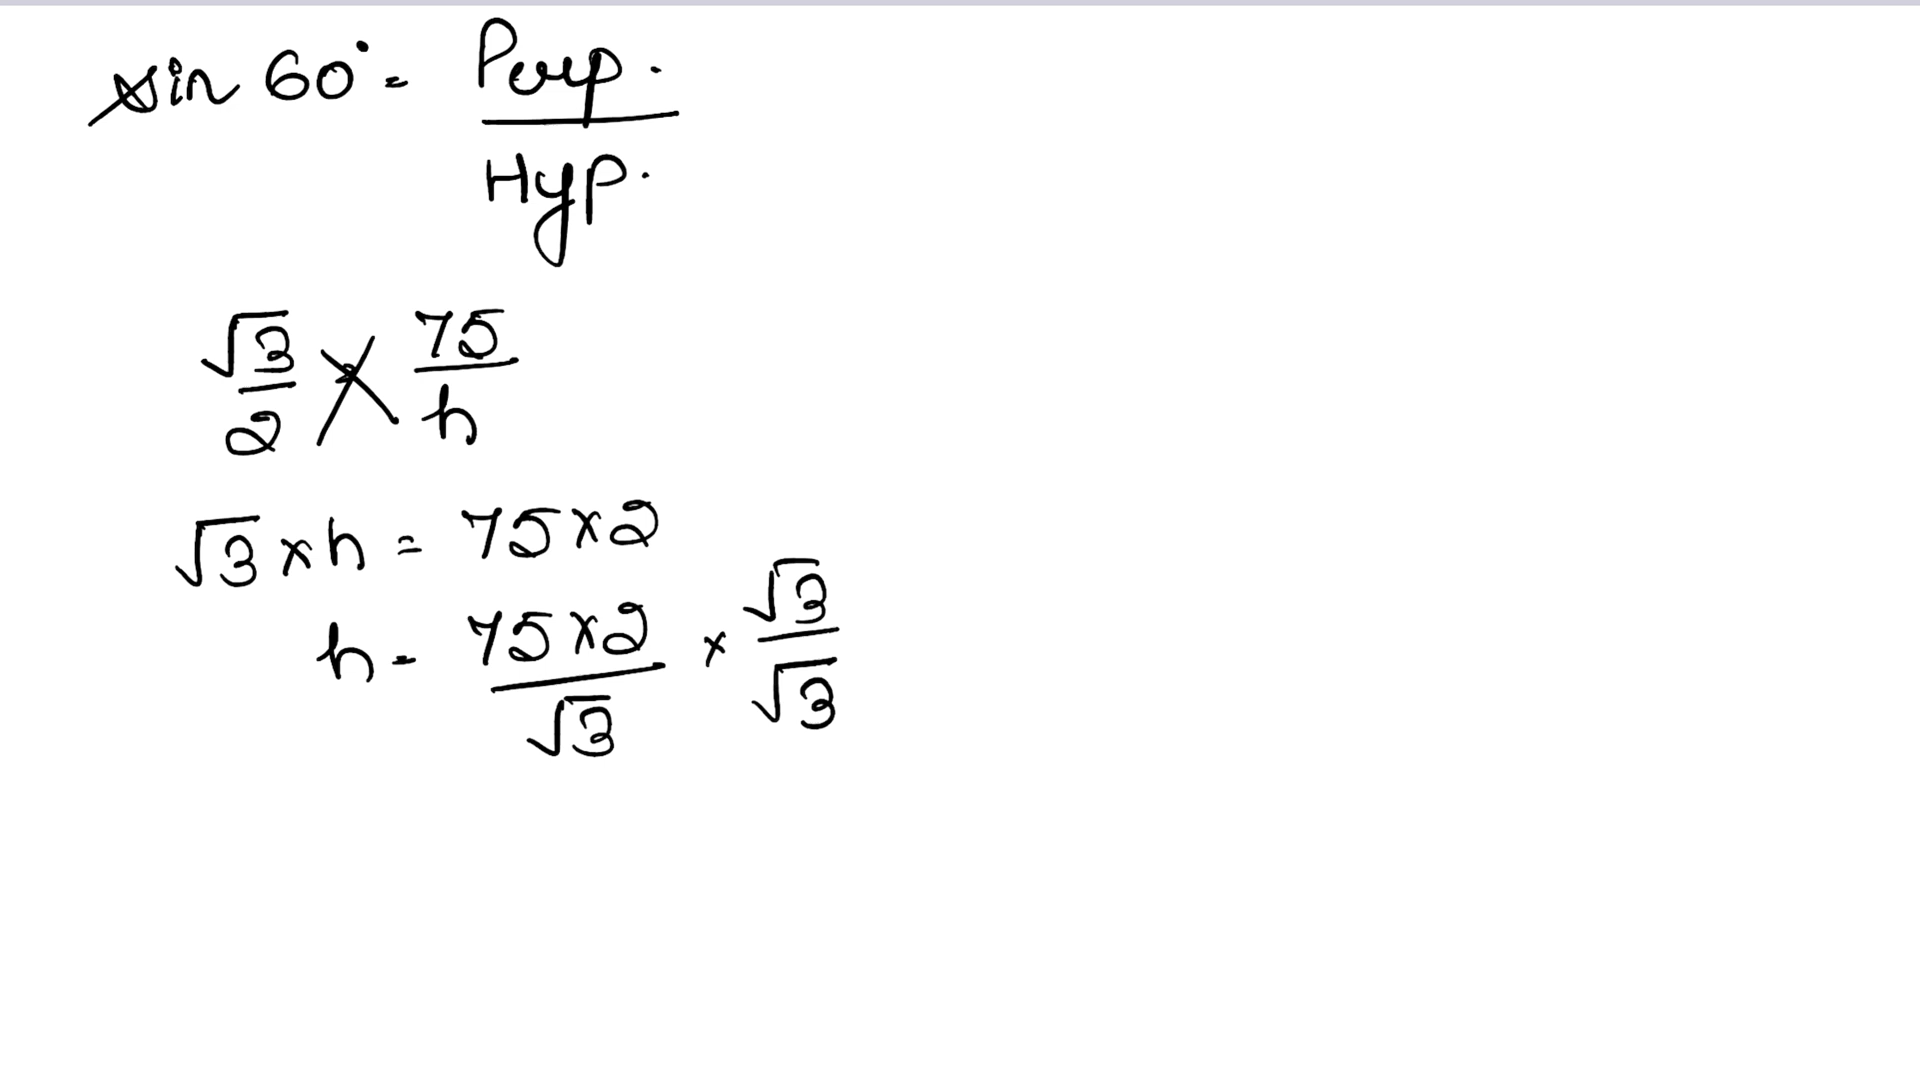 sin 60° = Perp. / Hyp.
√3/2 × 75/h
√3 × h = 75 × 2
h = 75 × 2 / √3 × √3 / √3